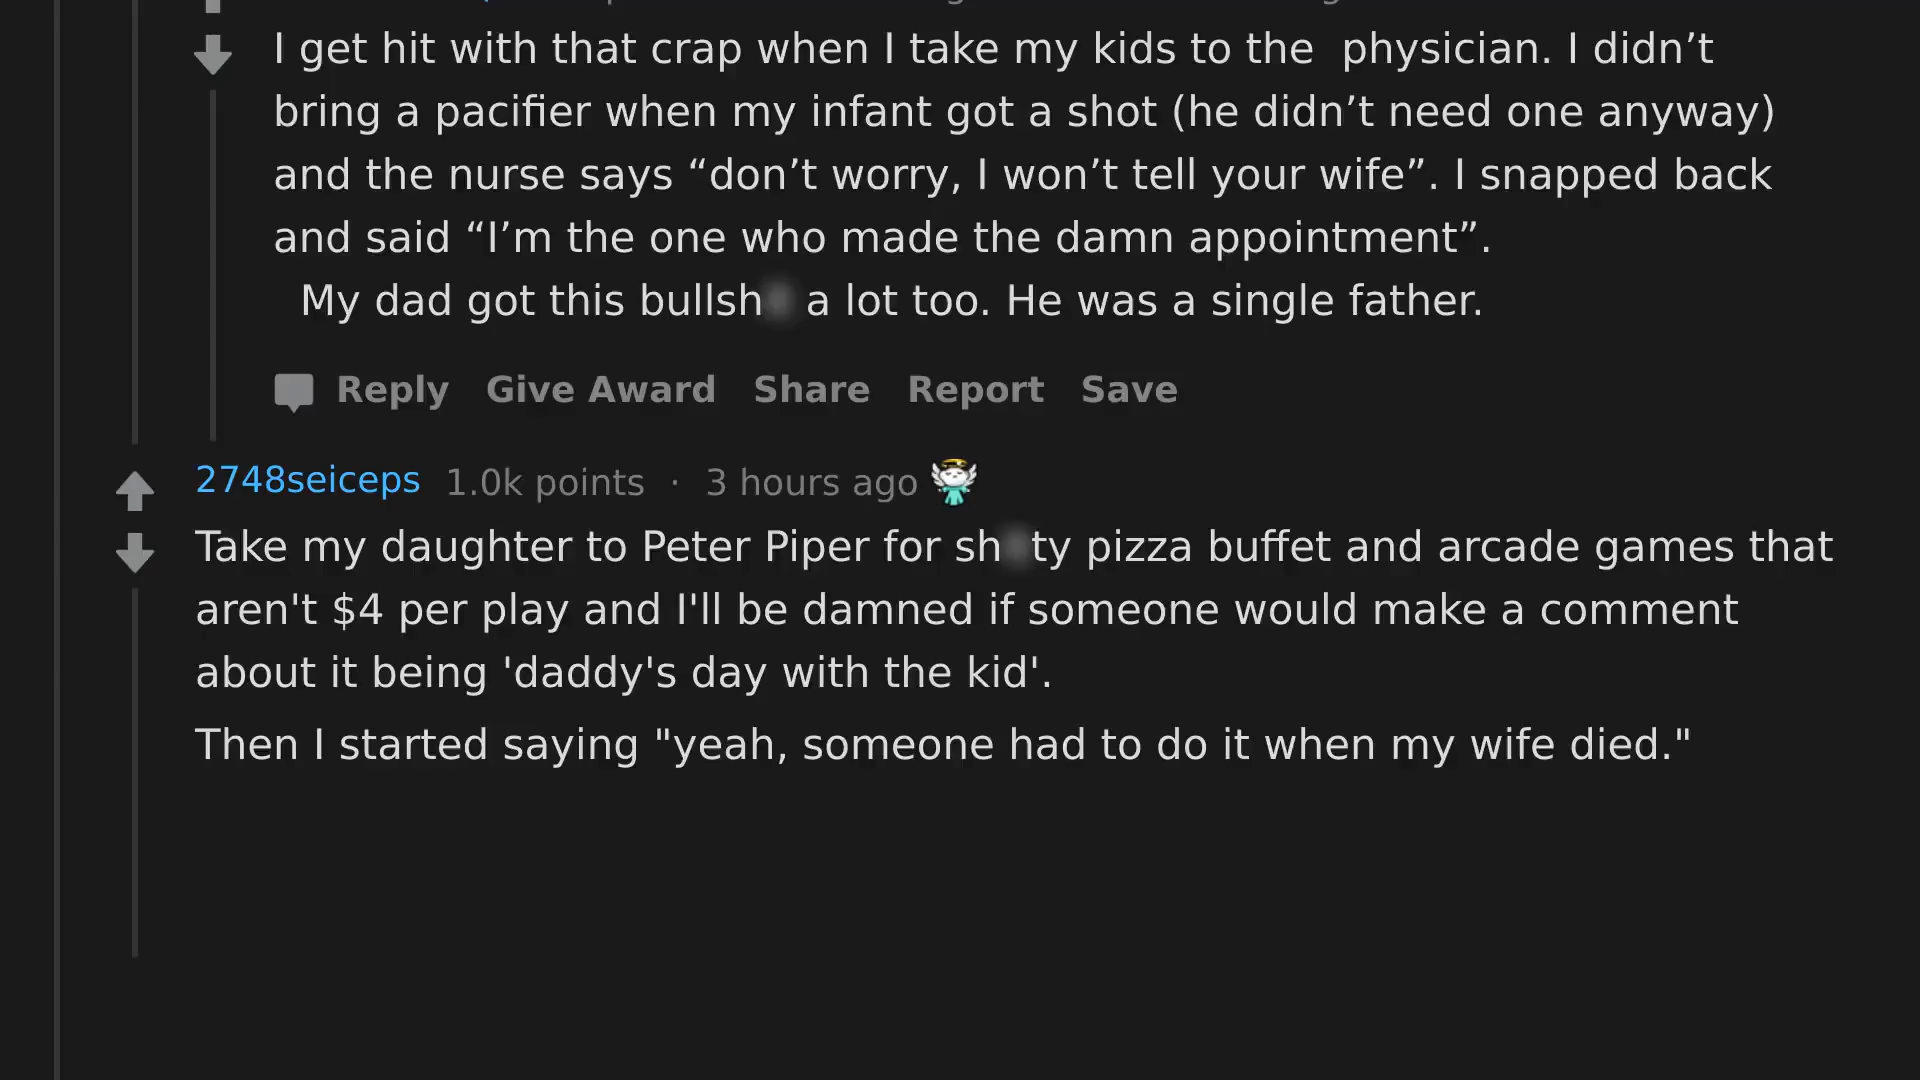 I get hit with that crap when I take my kids to the physician. I didn’t
bring a pacifier when my infant got a shot (he didn’t need one anyway)
and the nurse says “don’t worry, I won’t tell your wife”. I snapped back
and said “I’m the one who made the damn appointment”.
My dad got this bullsh a lot too. He was a single father.
Reply Give Award Share Report Save
2748seiceps 1.0k points · 3 hours ago
Take my daughter to Peter Piper for sh ty pizza buffet and arcade games that
aren't $4 per play and I'll be damned if someone would make a comment
about it being 'daddy's day with the kid'.
Then I started saying "yeah, someone had to do it when my wife died."